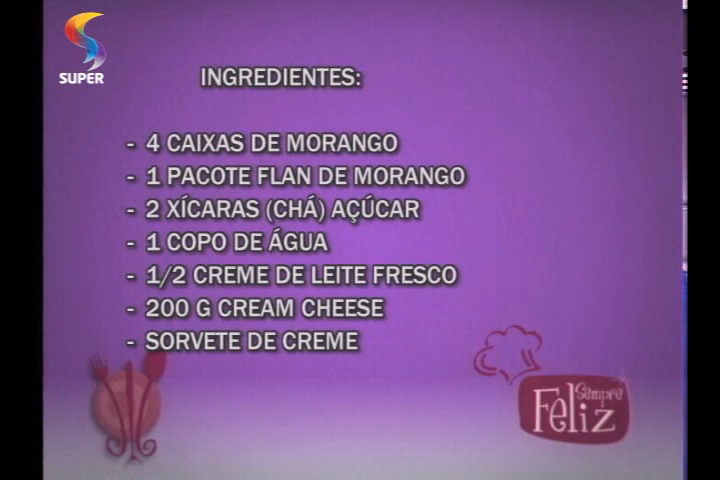 SUPER
INGREDIENTES:
- 4 CAIXAS DE MORANGO
- 1 PACOTE FLAN DE MORANGO
- 2 XÍCARAS (CHÁ) AÇÚCAR
- 1 COPO DE ÁGUA
- 1/2 CREME DE LEITE FRESCO
- 200 G CREAM CHEESE
- SORVETE DE CREME
Sempre
Feliz